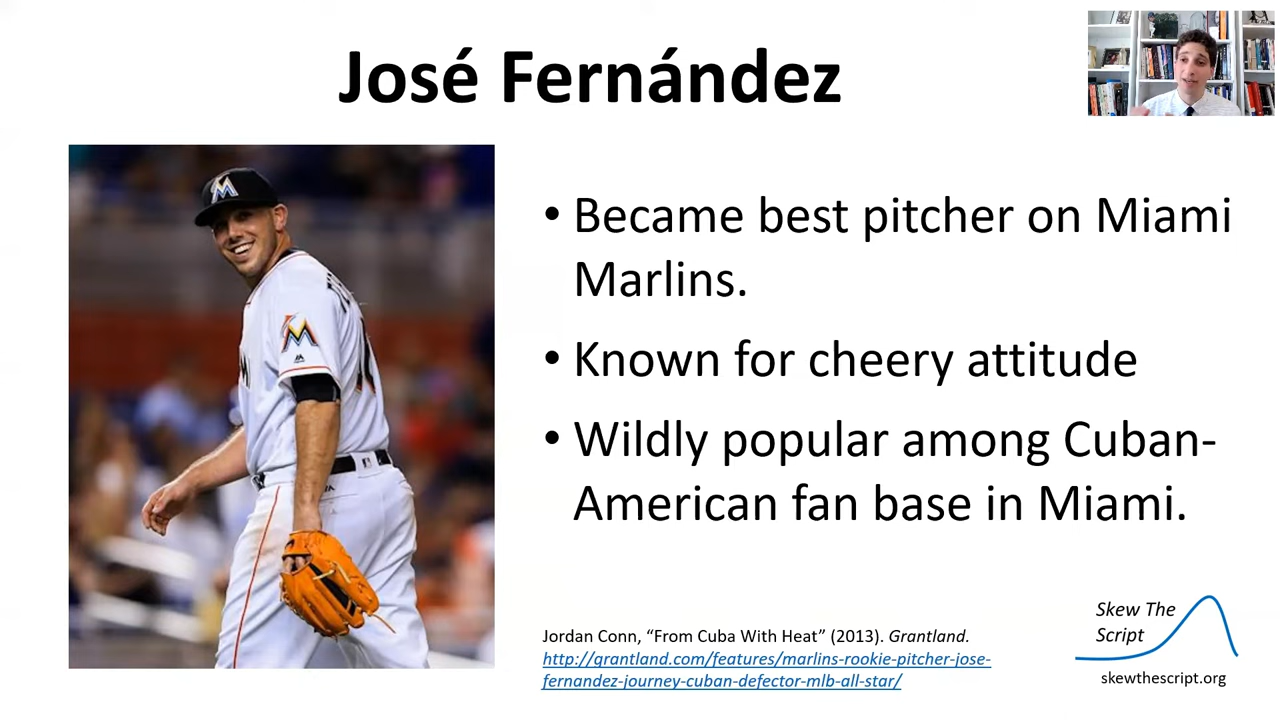 José Fernández
• Became best pitcher on Miami
Marlins.
• Known for cheery attitude
• Wildly popular among Cuban-
American fan base in Miami.
Jordan Conn, “From Cuba With Heat” (2013). Grantland.
http://grantland.com/features/marlins-rookie-pitcher-jose-
fernandez-journey-cuban-defector-mlb-all-star/
Skew The
Script
skewthescript.org